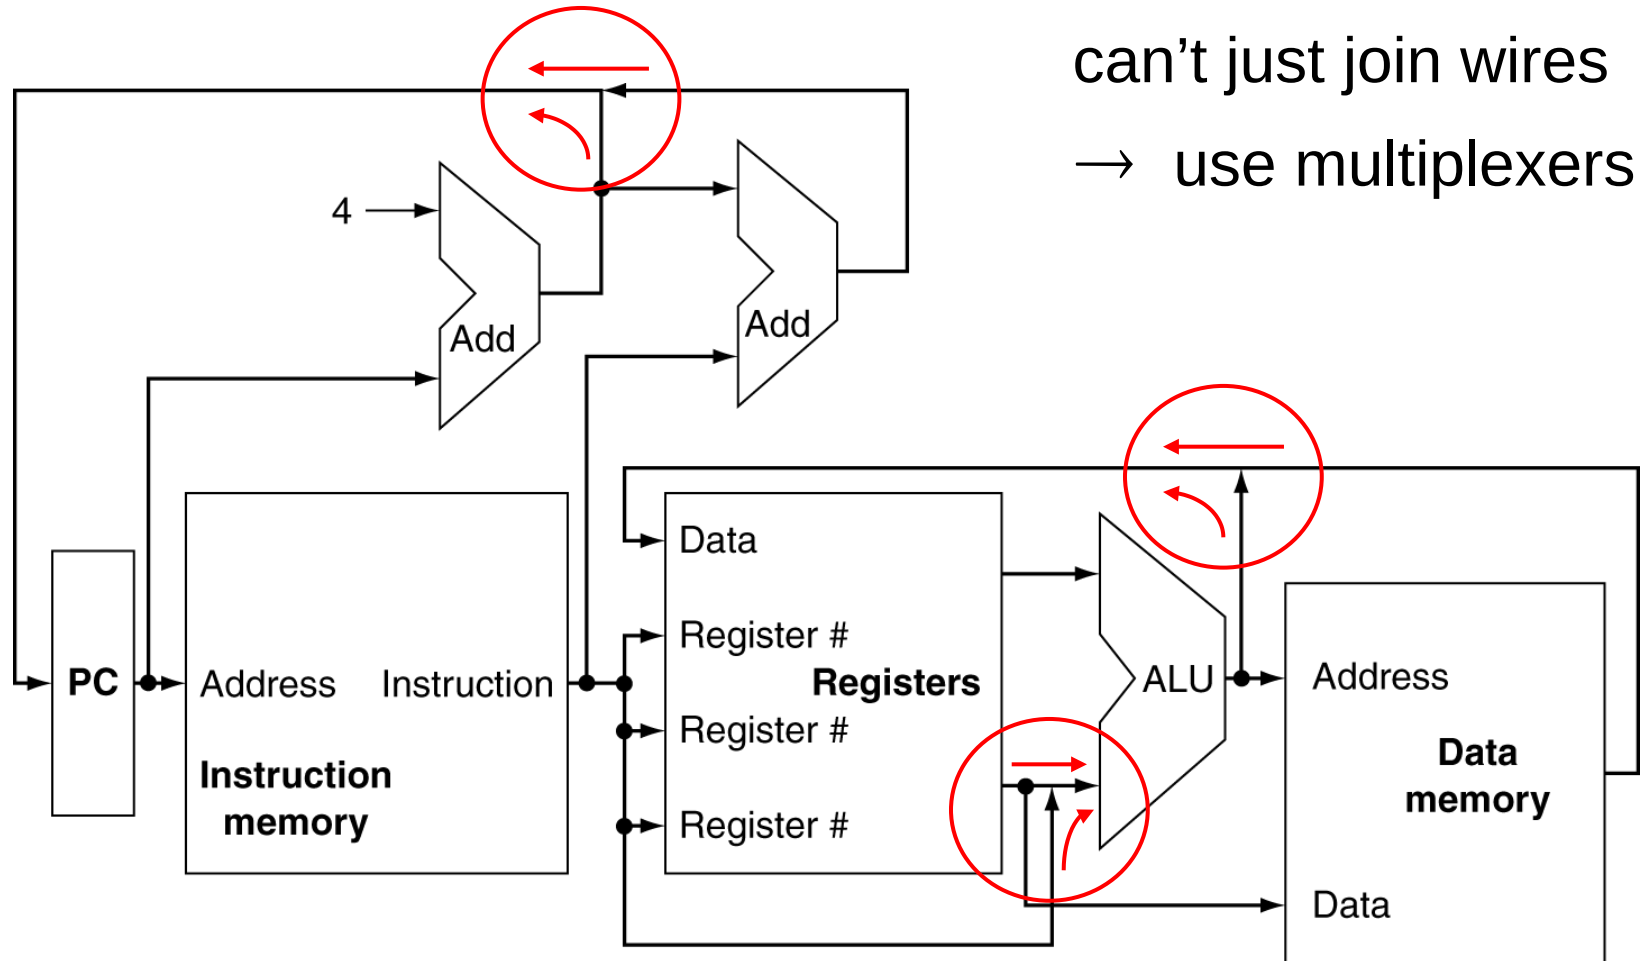 can’t just join wires
→ use multiplexers
4
Add
Add
Data
Register #
PC
Address
Instruction
Registers
ALU
Address
Register #
Instruction
memory
Data
memory
Register #
Data